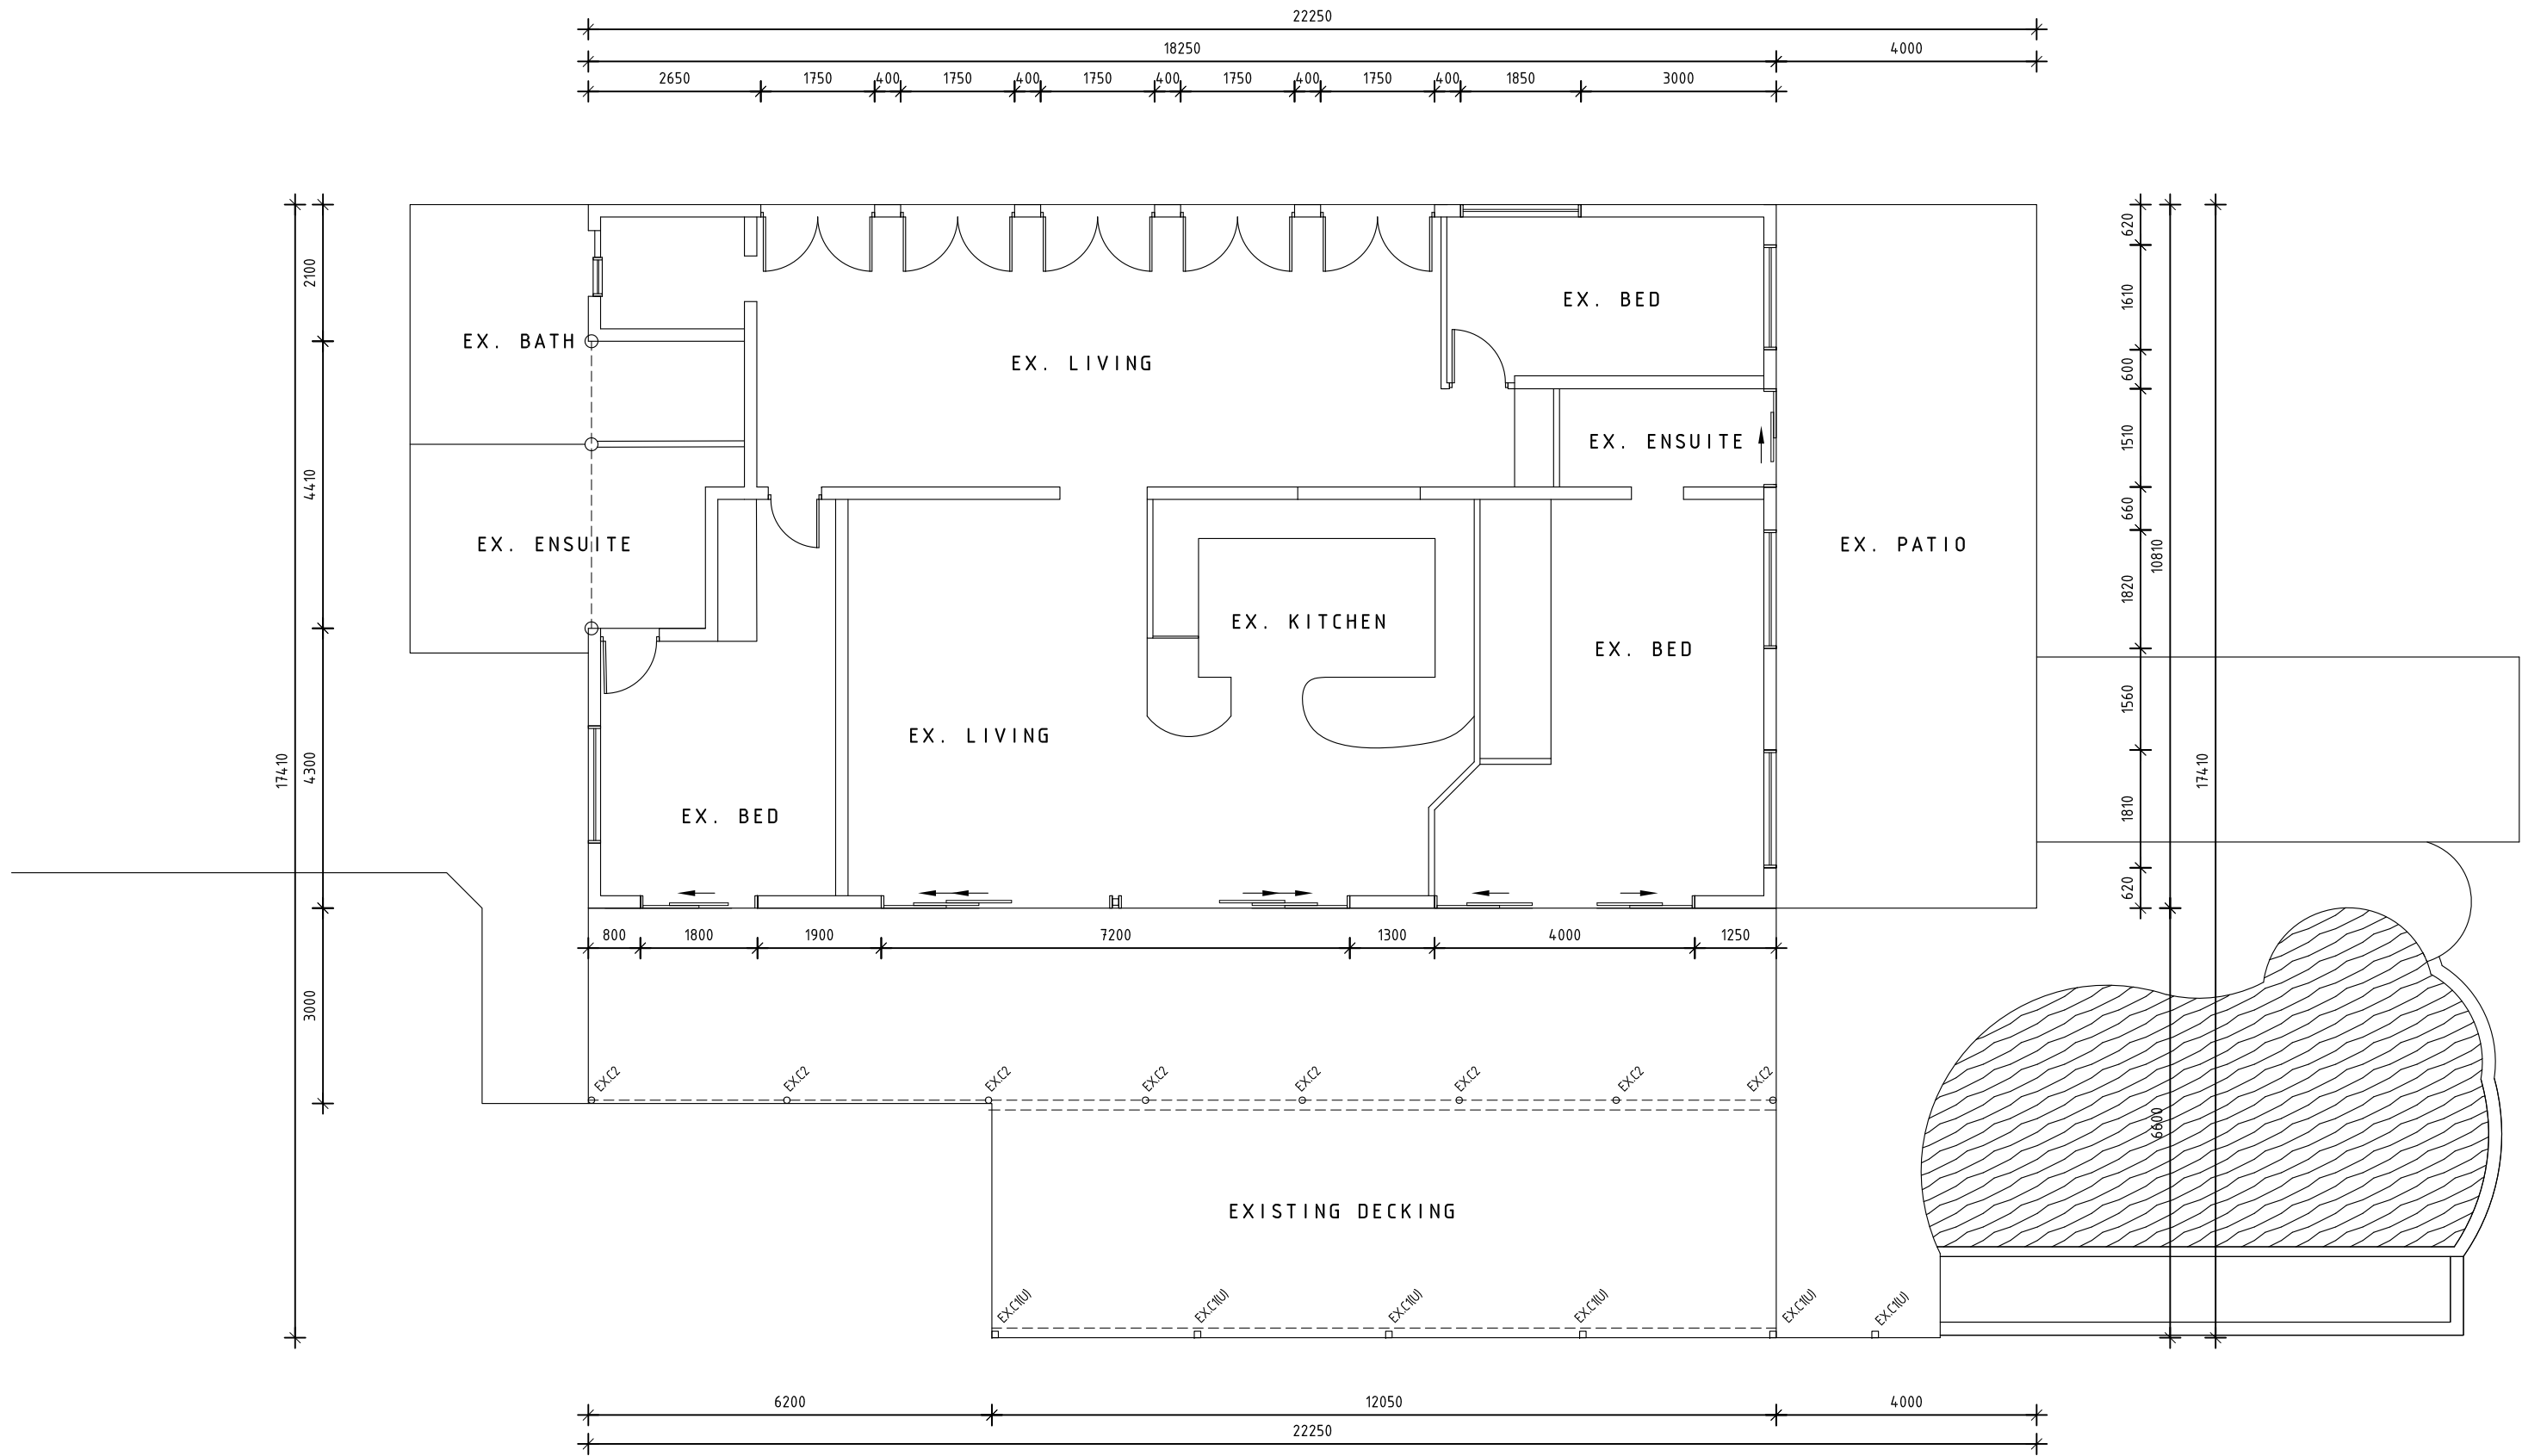 22250
18250 4000
2650 1750 400 1750 400 1750 400 1750 400 1750 400 1850 3000
620
2100
1610
EX. BED
EX. BATH
EX. LIVING
600
1510
EX. ENSUITE
4410
660
EX. ENSUITE
EX. PATIO
10810
1820
EX. KITCHEN
EX. BED
1560
EX. LIVING
17410
4300
17410
1810
EX. BED
620
800 1800 1900 7200 1300 4000 1250
3000
EX.C2 EX.C2 EX.C2 EX.C2 EX.C2 EX.C2 EX.C2 EX.C2
6600
EXISTING DECKING
EX.C1(U) EX.C1(U) EX.C1(U) EX.C1(U) EX.C1(U) EX.C1(U)
6200 12050 4000
22250